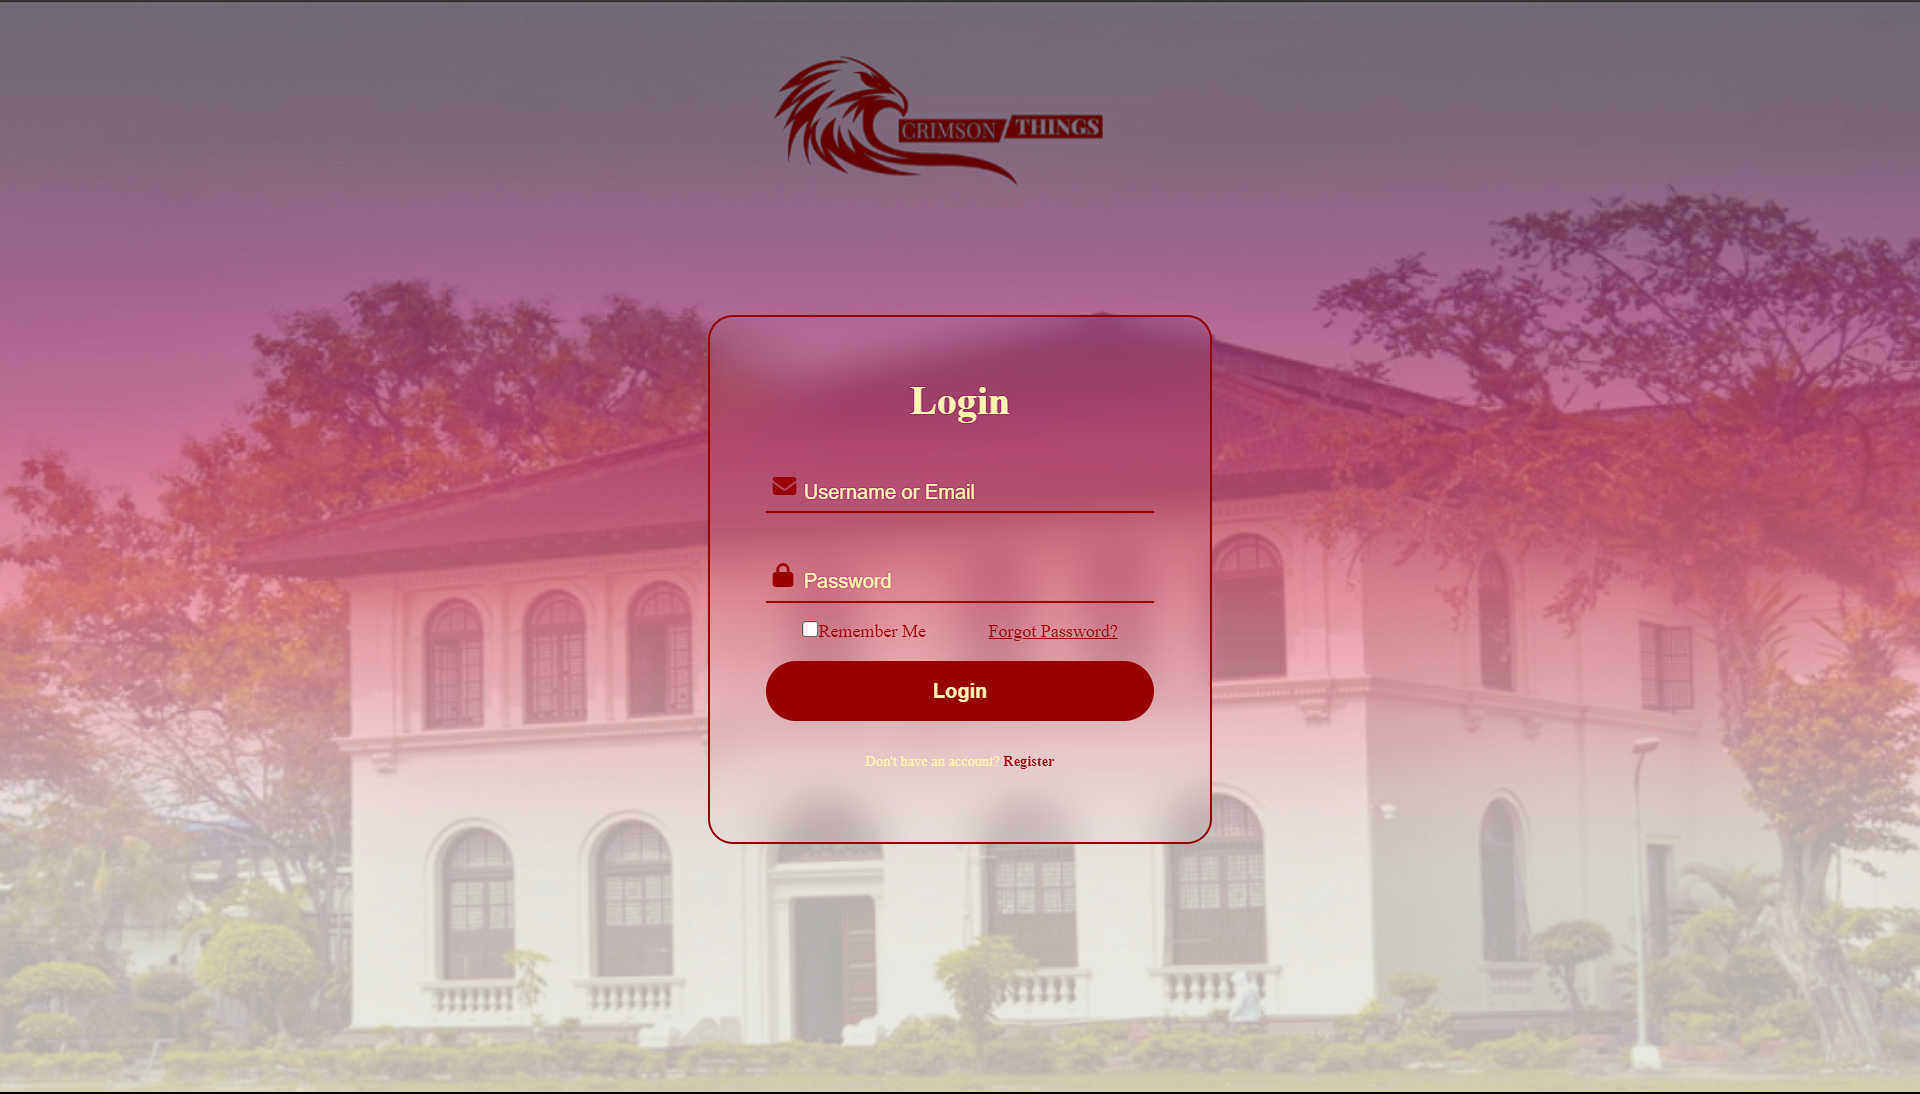 CRIMSON THINGS
Login
Username or Email
Password
Remember Me Forgot Password?
Login
Don't have an account? Register